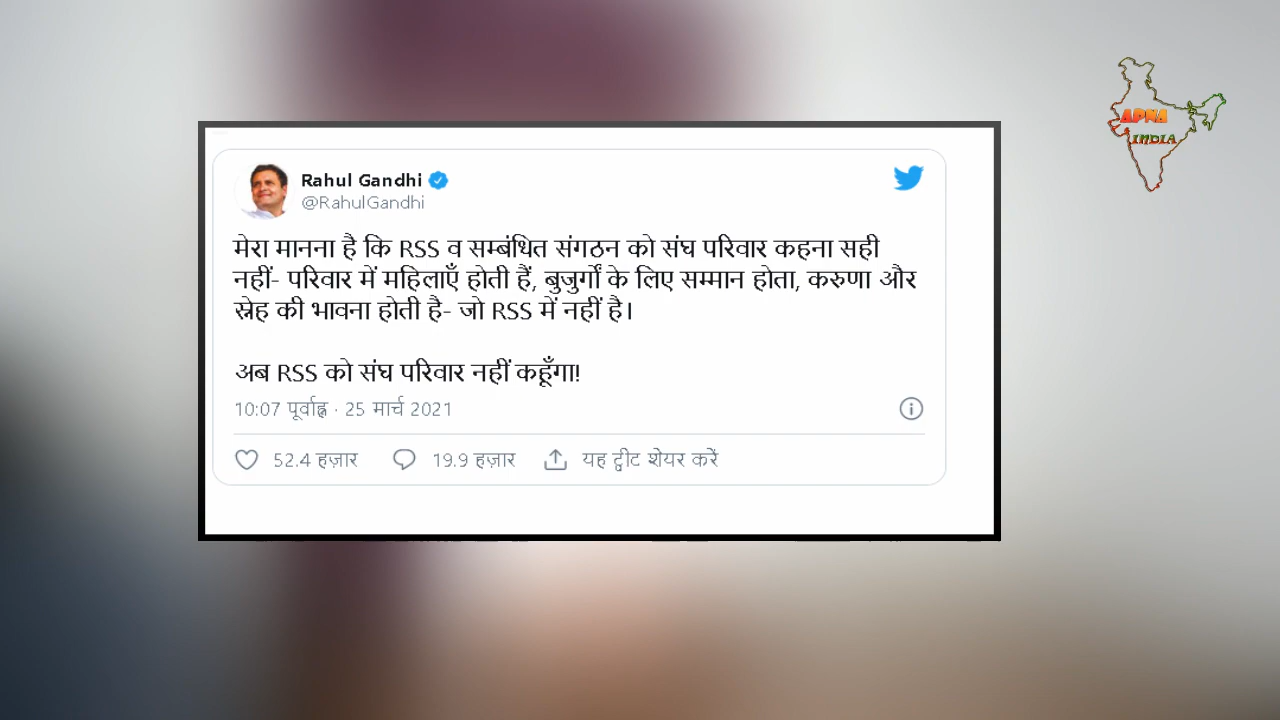 APNA
INDIA
Rahul Gandhi
@RahulGandhi
मेरा मानना है कि RSS व सम्बंधित संगठन को संघ परिवार कहना सही
नहीं- परिवार में महिलाएँ होती हैं, बुजुर्गों के लिए सम्मान होता, करुणा और
स्नेह की भावना होती है- जो RSS में नहीं है।
अब RSS को संघ परिवार नहीं कहूँगा!
10:07 पूर्वाह्न · 25 मार्च 2021
52.4 हज़ार 19.9 हज़ार यह ट्वीट शेयर करें